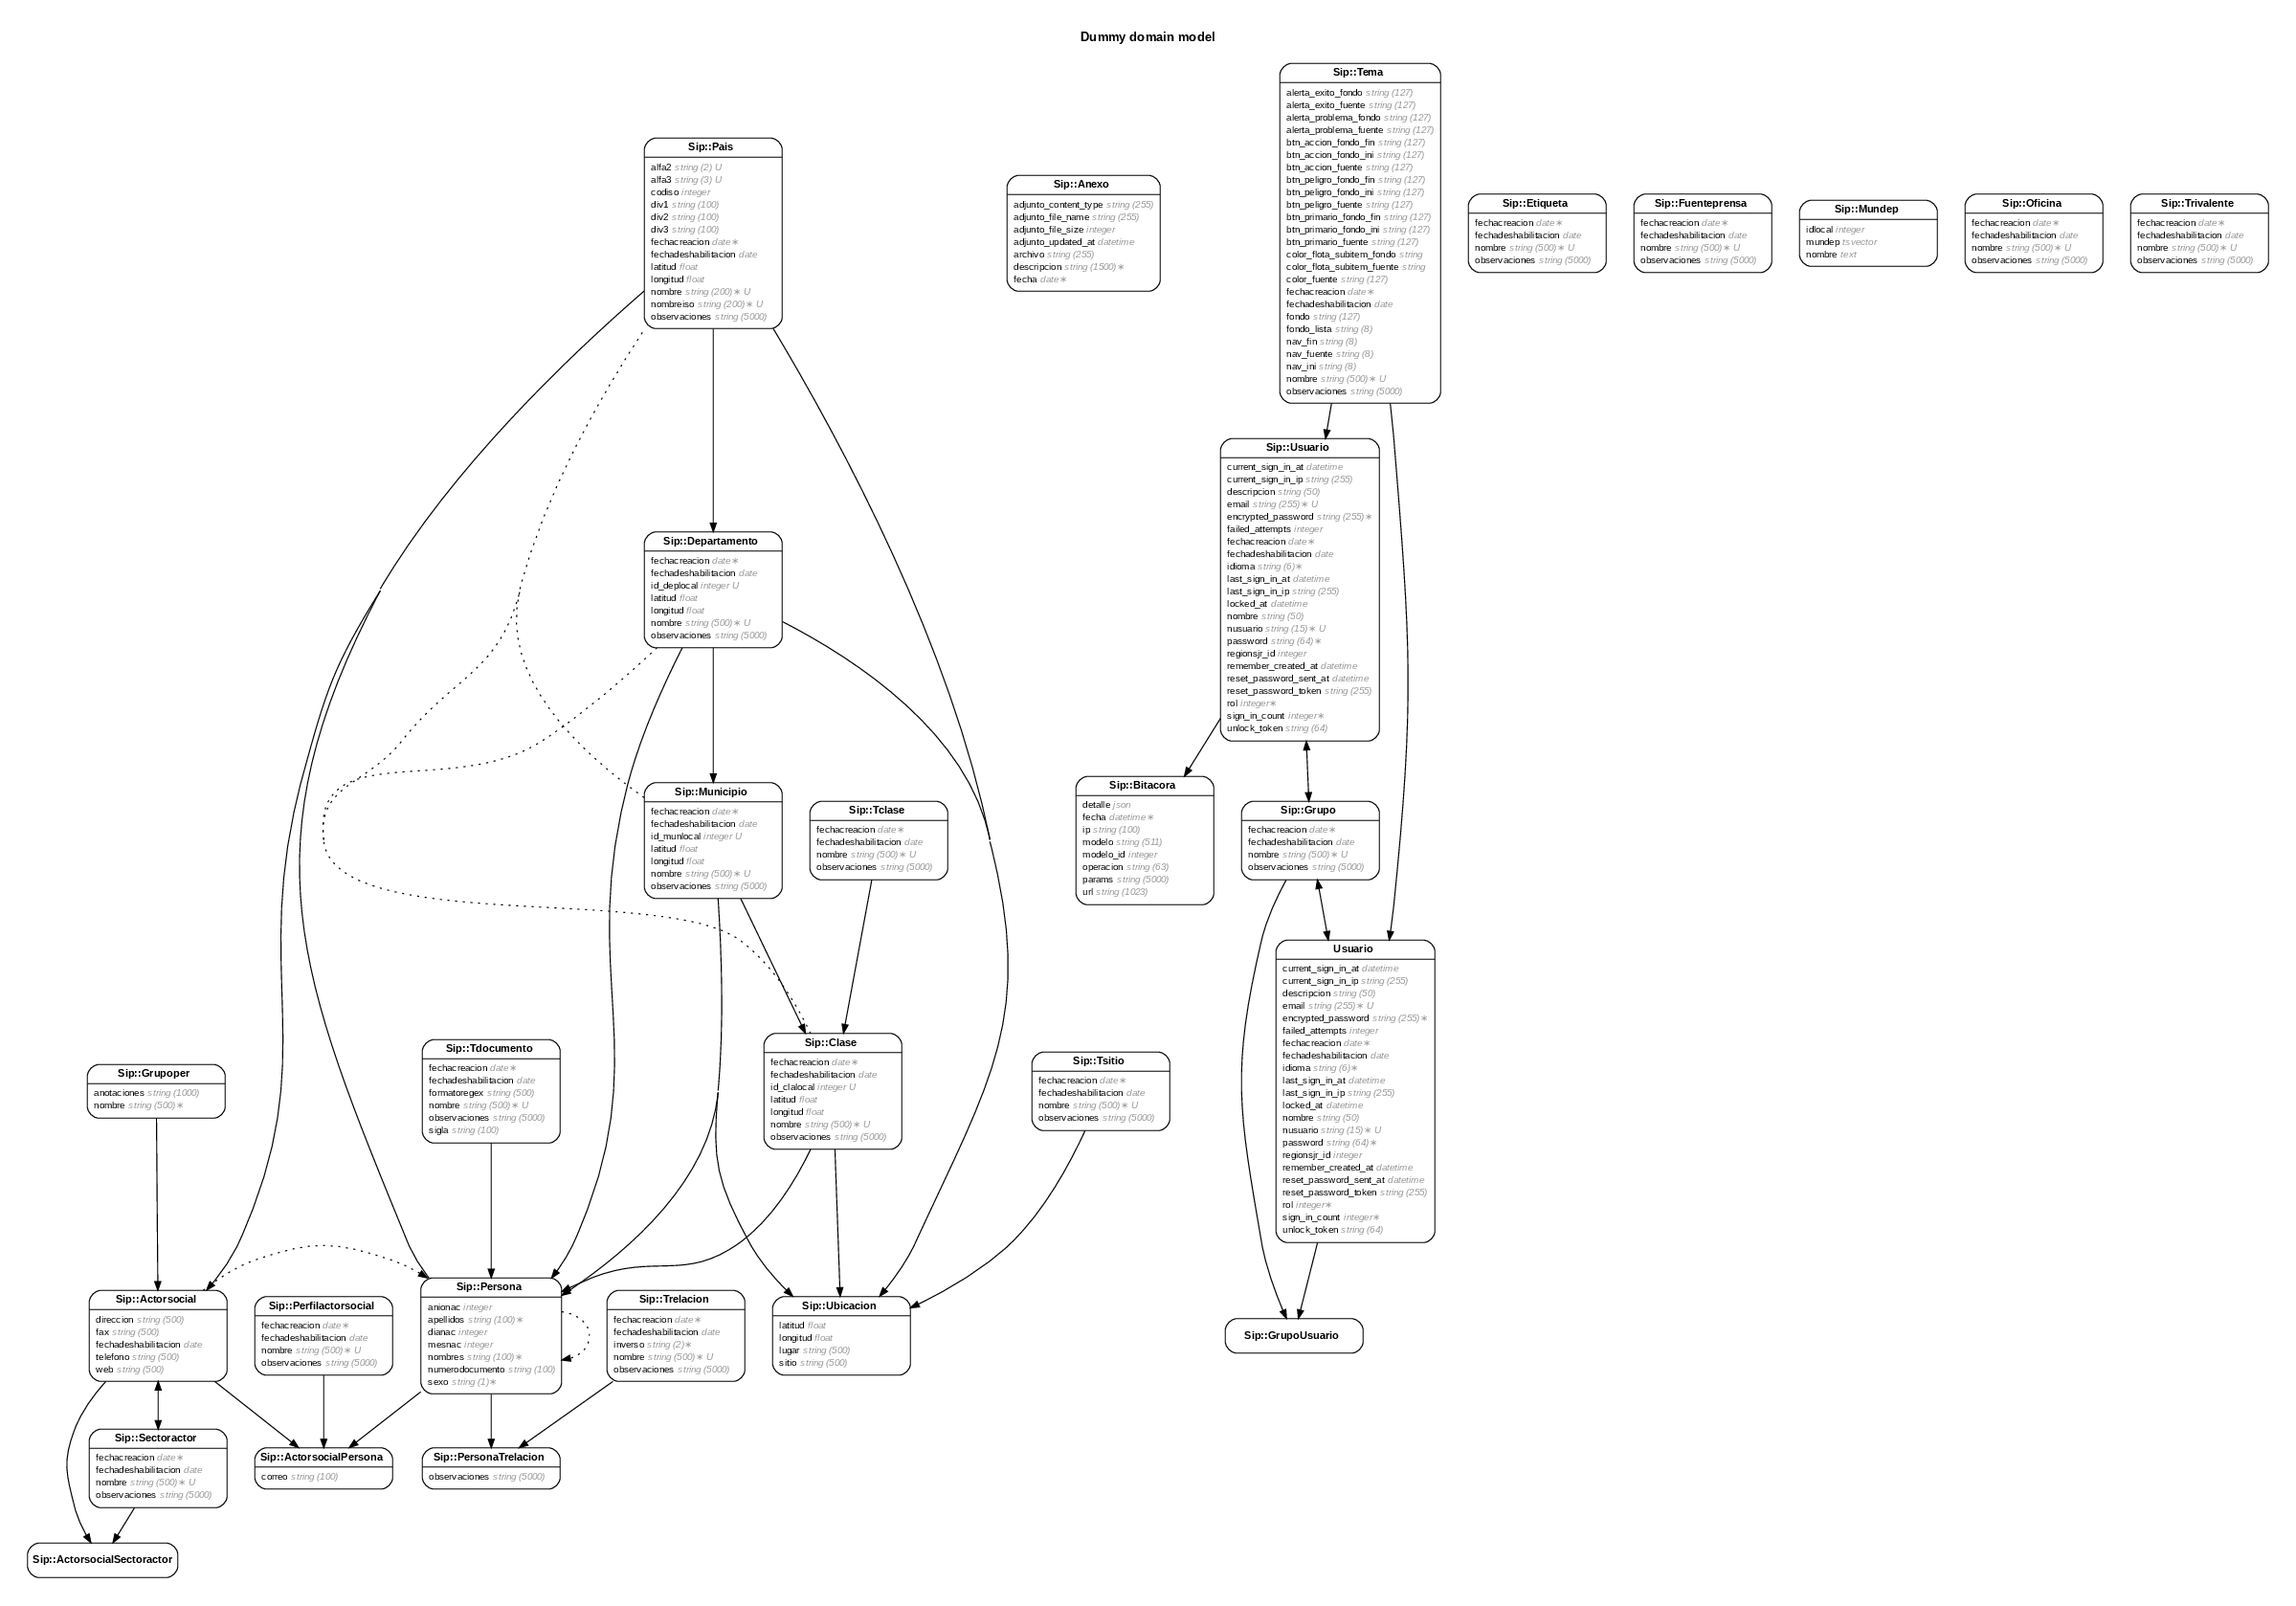 Dummy domain model
Sip::Tema
alerta_exito_fondo string (127)
alerta_exito_fuente string (127)
alerta_problema_fondo string (127)
alerta_problema_fuente string (127)
btn_accion_fondo_fin string (127)
btn_accion_fondo_ini string (127)
btn_accion_fuente string (127)
btn_peligro_fondo_fin string (127)
btn_peligro_fondo_ini string (127)
btn_peligro_fuente string (127)
btn_primario_fondo_fin string (127)
btn_primario_fondo_ini string (127)
btn_primario_fuente string (127)
color_flota_subitem_fondo string
color_flota_subitem_fuente string
color_fuente string (127)
fechacreacion date∗
fechadeshabilitacion date
fondo string (127)
fondo_lista string (8)
nav_fin string (8)
nav_fuente string (8)
nav_ini string (8)
nombre string (500)∗ U
observaciones string (5000)
Sip::Pais
alfa2 string (2) U
alfa3 string (3) U
codiso integer
div1 string (100)
div2 string (100)
div3 string (100)
fechacreacion date∗
fechadeshabilitacion date
latitud float
longitud float
nombre string (200)∗ U
nombreiso string (200)∗ U
observaciones string (5000)
Sip::Anexo
adjunto_content_type string (255)
adjunto_file_name string (255)
adjunto_file_size integer
adjunto_updated_at datetime
archivo string (255)
descripcion string (1500)∗
fecha date∗
Sip::Etiqueta
fechacreacion date∗
fechadeshabilitacion date
nombre string (500)∗ U
observaciones string (5000)
Sip::Fuenteprensa
fechacreacion date∗
fechadeshabilitacion date
nombre string (500)∗ U
observaciones string (5000)
Sip::Mundep
idlocal integer
mundep tsvector
nombre text
Sip::Oficina
fechacreacion date∗
fechadeshabilitacion date
nombre string (500)∗ U
observaciones string (5000)
Sip::Trivalente
fechacreacion date∗
fechadeshabilitacion date
nombre string (500)∗ U
observaciones string (5000)
Sip::Usuario
current_sign_in_at datetime
current_sign_in_ip string (255)
descripcion string (50)
email string (255)∗ U
encrypted_password string (255)∗
failed_attempts integer
fechacreacion date∗
fechadeshabilitacion date
idioma string (6)∗
last_sign_in_at datetime
last_sign_in_ip string (255)
locked_at datetime
nombre string (50)
nusuario string (15)∗ U
password string (64)∗
regionsjr_id integer
remember_created_at datetime
reset_password_sent_at datetime
reset_password_token string (255)
rol integer∗
sign_in_count integer∗
unlock_token string (64)
Sip::Departamento
fechacreacion date∗
fechadeshabilitacion date
id_deplocal integer U
latitud float
longitud float
nombre string (500)∗ U
observaciones string (5000)
Sip::Municipio
fechacreacion date∗
fechadeshabilitacion date
id_munlocal integer U
latitud float
longitud float
nombre string (500)∗ U
observaciones string (5000)
Sip::Tclase
fechacreacion date∗
fechadeshabilitacion date
nombre string (500)∗ U
observaciones string (5000)
Sip::Bitacora
detalle json
fecha datetime∗
ip string (100)
modelo string (511)
modelo_id integer
operacion string (63)
params string (5000)
url string (1023)
Sip::Grupo
fechacreacion date∗
fechadeshabilitacion date
nombre string (500)∗ U
observaciones string (5000)
Usuario
current_sign_in_at datetime
current_sign_in_ip string (255)
descripcion string (50)
email string (255)∗ U
encrypted_password string (255)∗
failed_attempts integer
fechacreacion date∗
fechadeshabilitacion date
idioma string (6)∗
last_sign_in_at datetime
last_sign_in_ip string (255)
locked_at datetime
nombre string (50)
nusuario string (15)∗ U
password string (64)∗
regionsjr_id integer
remember_created_at datetime
reset_password_sent_at datetime
reset_password_token string (255)
rol integer∗
sign_in_count integer∗
unlock_token string (64)
Sip::Grupoper
anotaciones string (1000)
nombre string (500)∗
Sip::Tdocumento
fechacreacion date∗
fechadeshabilitacion date
formatoregex string (500)
nombre string (500)∗ U
observaciones string (5000)
sigla string (100)
Sip::Clase
fechacreacion date∗
fechadeshabilitacion date
id_clalocal integer U
latitud float
longitud float
nombre string (500)∗ U
observaciones string (5000)
Sip::Tsitio
fechacreacion date∗
fechadeshabilitacion date
nombre string (500)∗ U
observaciones string (5000)
Sip::Actorsocial
direccion string (500)
fax string (500)
fechadeshabilitacion date
telefono string (500)
web string (500)
Sip::Perfilactorsocial
fechacreacion date∗
fechadeshabilitacion date
nombre string (500)∗ U
observaciones string (5000)
Sip::Persona
anionac integer
apellidos string (100)∗
dianac integer
mesnac integer
nombres string (100)∗
numerodocumento string (100)
sexo string (1)∗
Sip::Trelacion
fechacreacion date∗
fechadeshabilitacion date
inverso string (2)∗
nombre string (500)∗ U
observaciones string (5000)
Sip::Ubicacion
latitud float
longitud float
lugar string (500)
sitio string (500)
Sip::GrupoUsuario
Sip::Sectoractor
fechacreacion date∗
fechadeshabilitacion date
nombre string (500)∗ U
observaciones string (5000)
Sip::ActorsocialPersona
correo string (100)
Sip::PersonaTrelacion
observaciones string (5000)
Sip::ActorsocialSectoractor